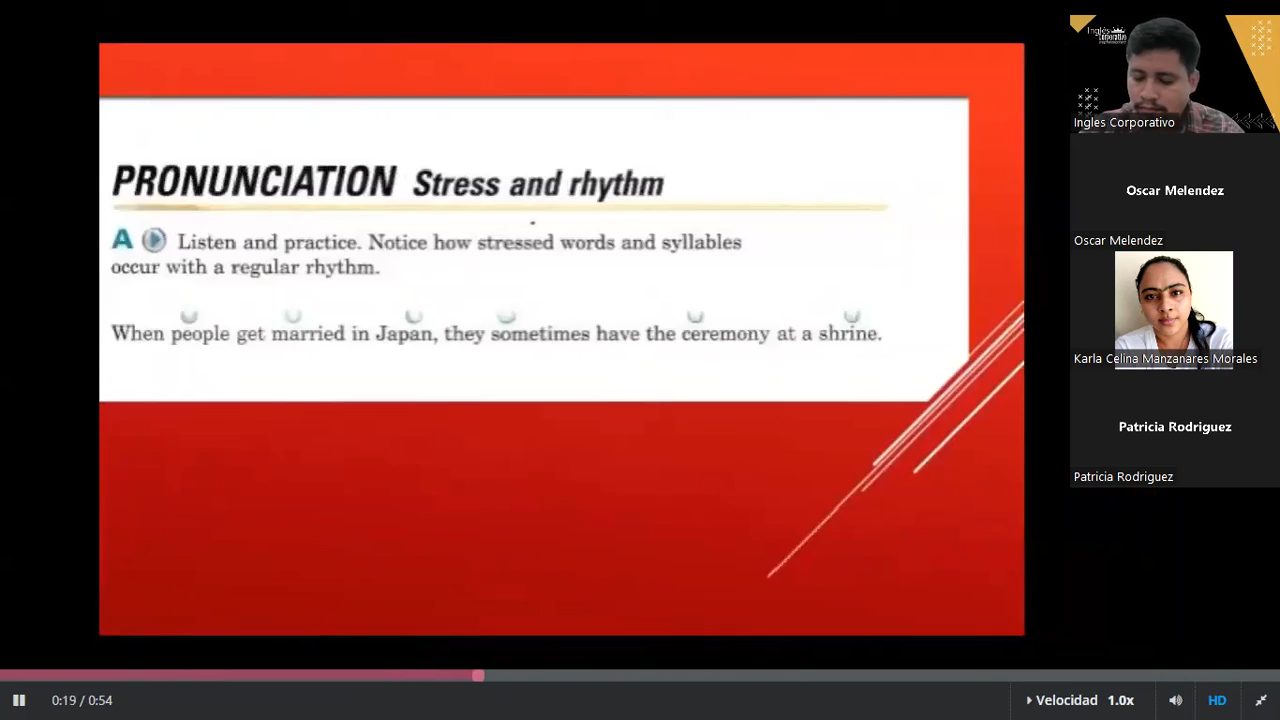 PRONUNCIATION Stress and rhythm
A Listen and practice. Notice how stressed words and syllables
occur with a regular rhythm.
When people get married in Japan, they sometimes have the ceremony at a shrine.
Inglés
Corporativo
Ingles Corporativo
Oscar Melendez
Oscar Melendez
Karla Celina Manzanares Morales
Patricia Rodriguez
Patricia Rodriguez
0:19 / 0:54
Velocidad 1.0x
HD